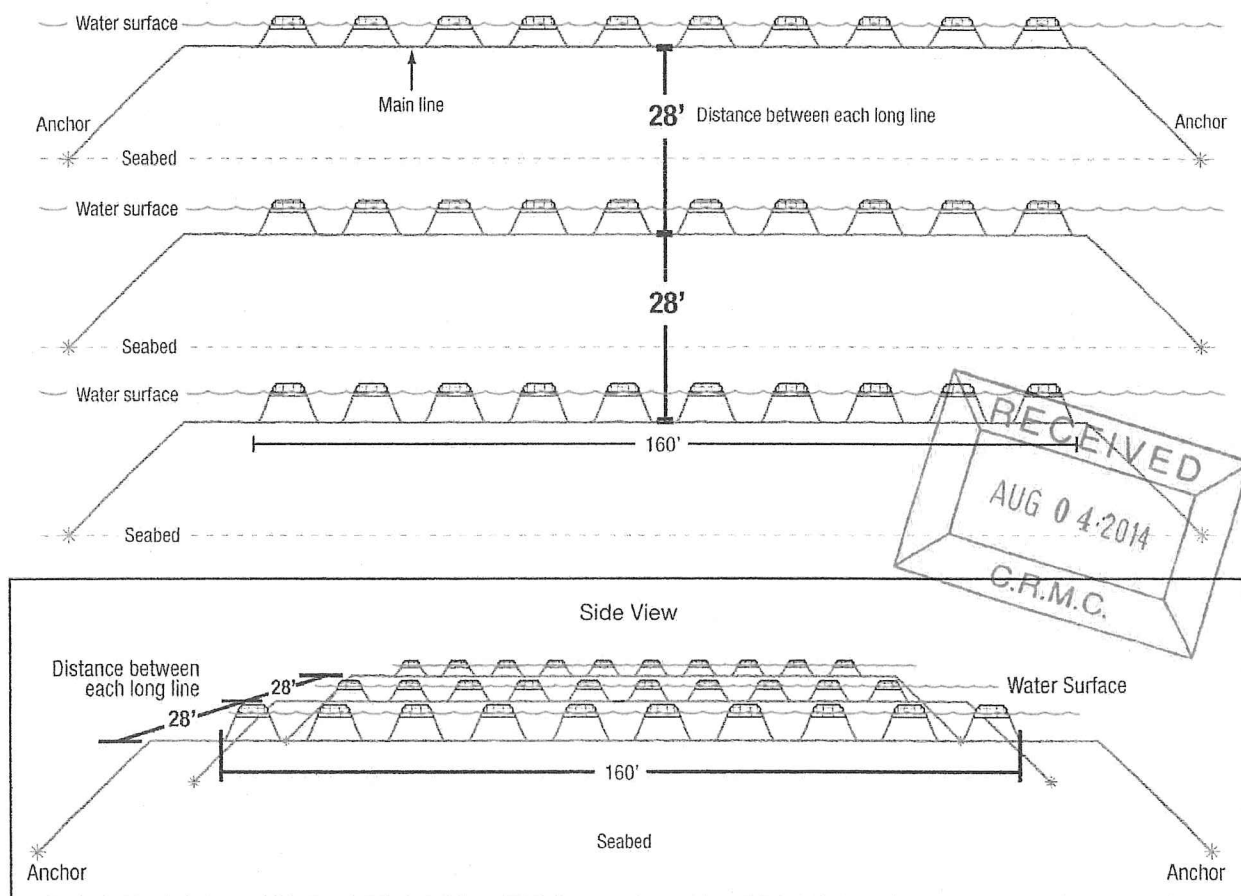 Water surface
Main line
28' Distance between each long line
Anchor
Anchor
Seabed
Water surface
28'
Seabed
Water surface
160'
RECEIVED
AUG 04 2014
C.R.M.C.
Seabed
Side View
Distance between
each long line
28'
28'
Water Surface
160'
Seabed
Anchor
Anchor